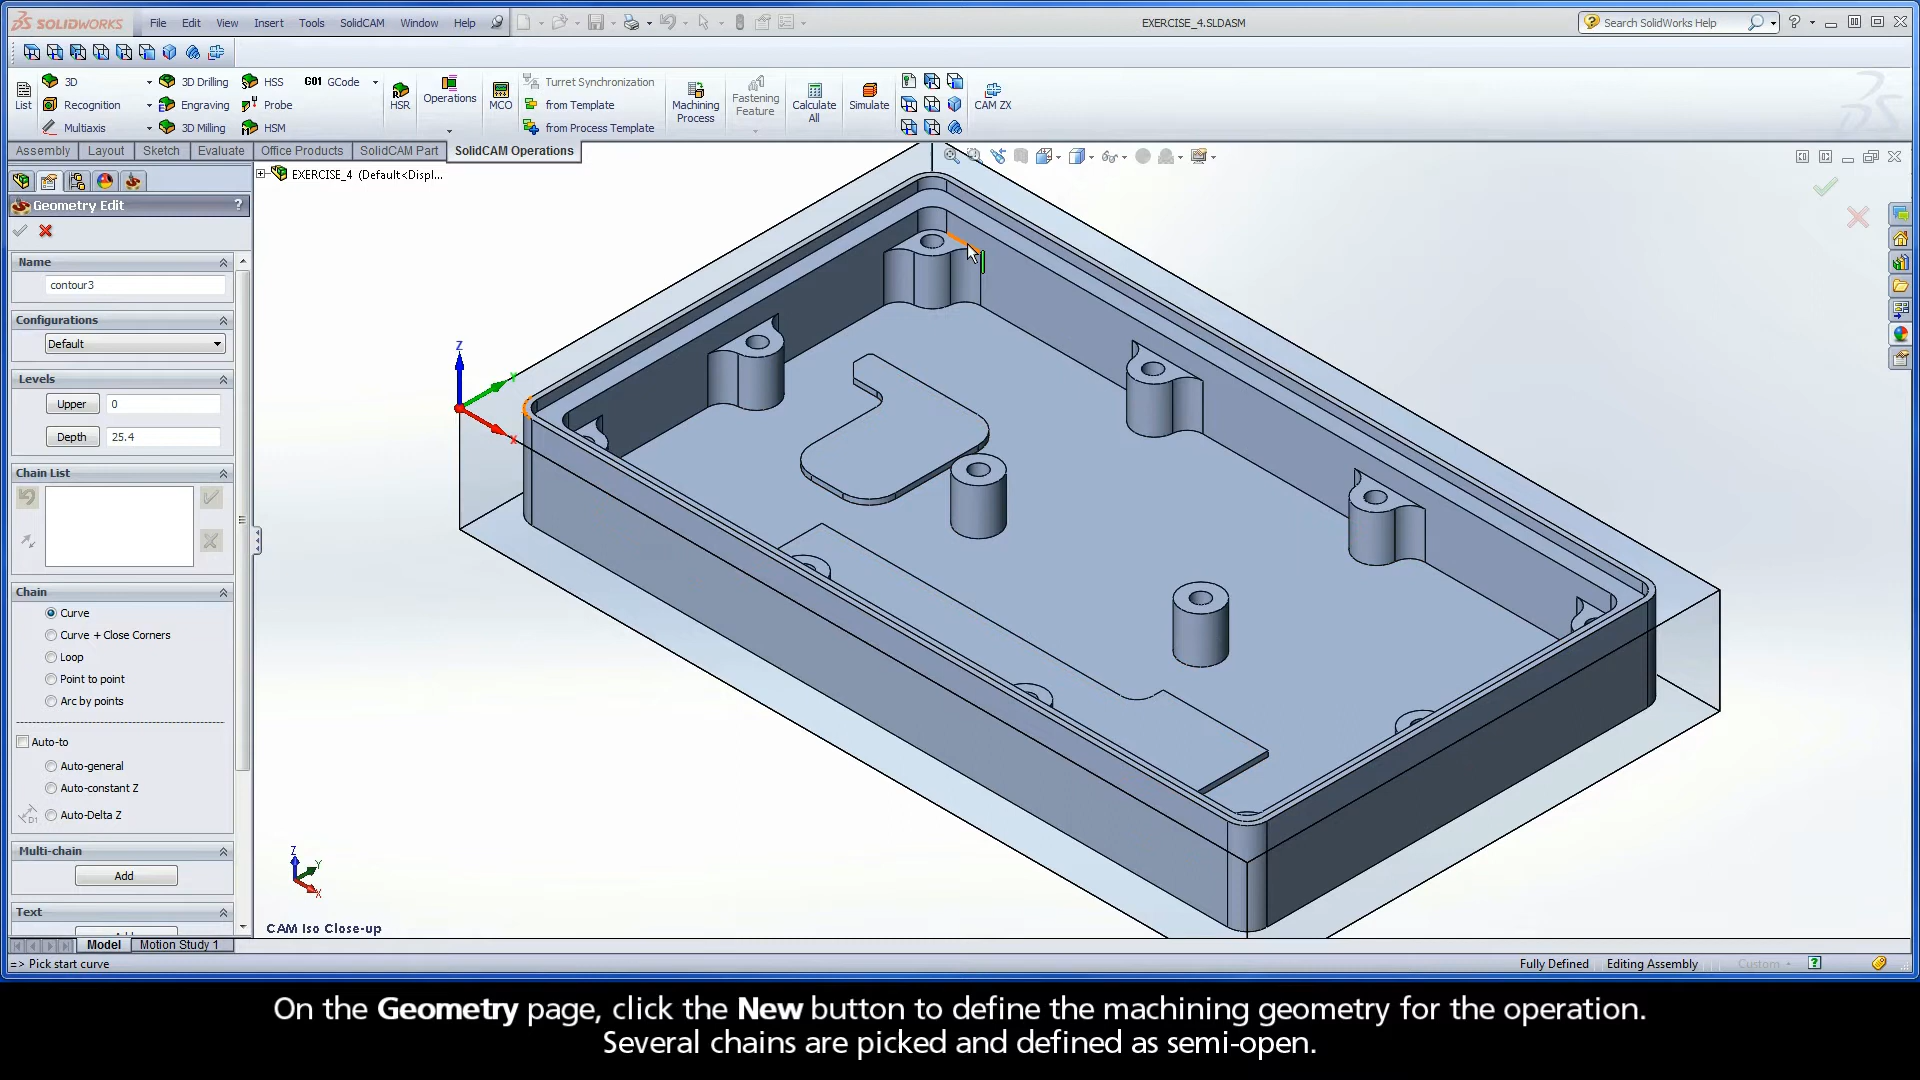 SOLIDWORKS File Edit View Insert Tools SolidCAM Window Help EXERCISE_4.SLDASM Search SolidWorks Help
3D 3D Drilling HSS G01 GCode Turret Synchronization
List Recognition Engraving Probe HSR Operations MCO from Template Machining Process Fastening Feature Calculate All Simulate CAM ZX
Multiaxis 3D Milling HSM from Process Template
Assembly Layout Sketch Evaluate Office Products SolidCAM Part SolidCAM Operations
EXERCISE_4 (Default<Displ...
Geometry Edit ?
Name
contour3
Configurations
Default
Levels
Upper 0
Depth 25.4
Chain List
Chain
Curve
Curve + Close Corners
Loop
Point to point
Arc by points
Auto-to
Auto-general
Auto-constant Z
Auto-Delta Z
Multi-chain
Add
Text
Z
Y
X
Z
Y
X
CAM Iso Close-up
Model Motion Study 1
=> Pick start curve Fully Defined Editing Assembly Custom
On the Geometry page, click the New button to define the machining geometry for the operation.
Several chains are picked and defined as semi-open.